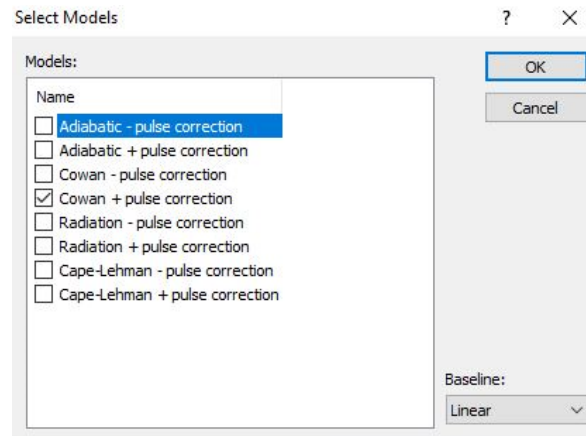 Select Models ? X
Models:
OK
Name
Cancel
Adiabatic - pulse correction
Adiabatic + pulse correction
Cowan - pulse correction
Cowan + pulse correction
Radiation - pulse correction
Radiation + pulse correction
Cape-Lehman - pulse correction
Cape-Lehman + pulse correction
Baseline:
Linear